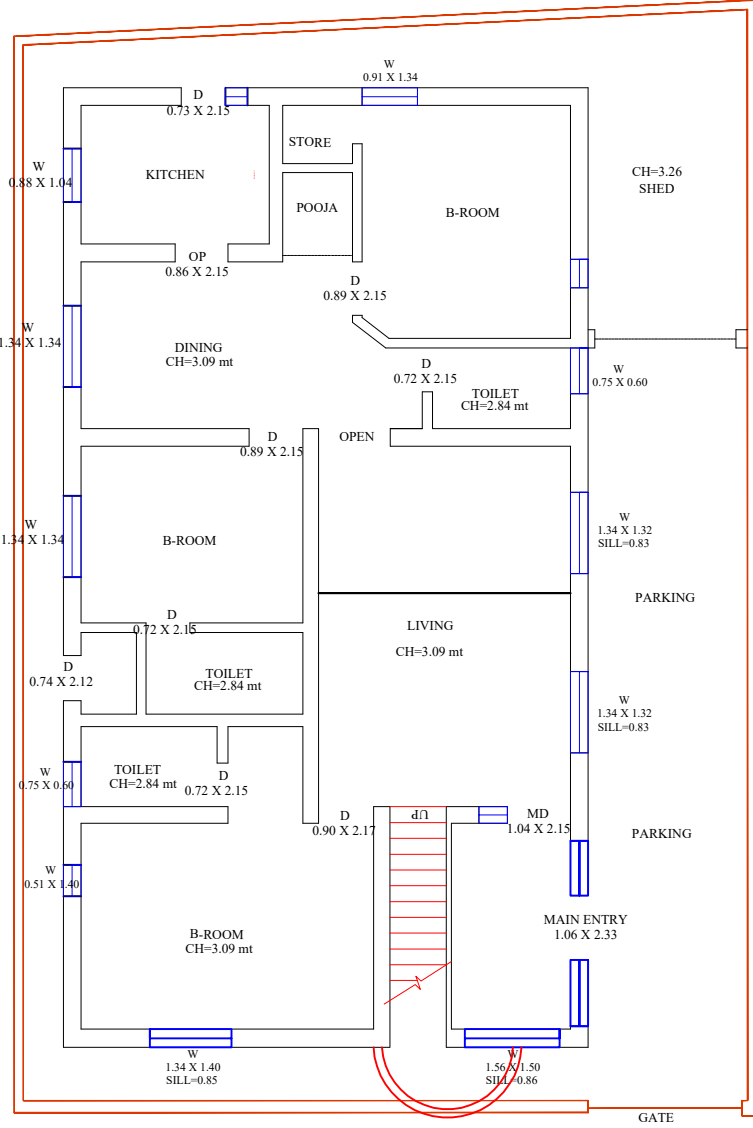 W
0.91 X 1.34
D
0.73 X 2.15
STORE
W
0.88 X 1.04
KITCHEN
CH=3.26
SHED
POOJA
B-ROOM
OP
0.86 X 2.15
D
0.89 X 2.15
W
1.34 X 1.34
DINING
CH=3.09 mt
D
0.72 X 2.15
W
0.75 X 0.60
TOILET
CH=2.84 mt
D
0.89 X 2.15
OPEN
W
1.34 X 1.34
B-ROOM
W
1.34 X 1.32
SILL=0.83
PARKING
D
0.72 X 2.15
LIVING
CH=3.09 mt
D
0.74 X 2.12
TOILET
CH=2.84 mt
W
1.34 X 1.32
SILL=0.83
W
0.75 X 0.60
TOILET
CH=2.84 mt
D
0.72 X 2.15
D
0.90 X 2.17
UP
MD
1.04 X 2.15
PARKING
W
0.51 X 1.40
MAIN ENTRY
1.06 X 2.33
B-ROOM
CH=3.09 mt
W
1.34 X 1.40
SILL=0.85
W
1.56 X 1.50
SILL=0.86
GATE